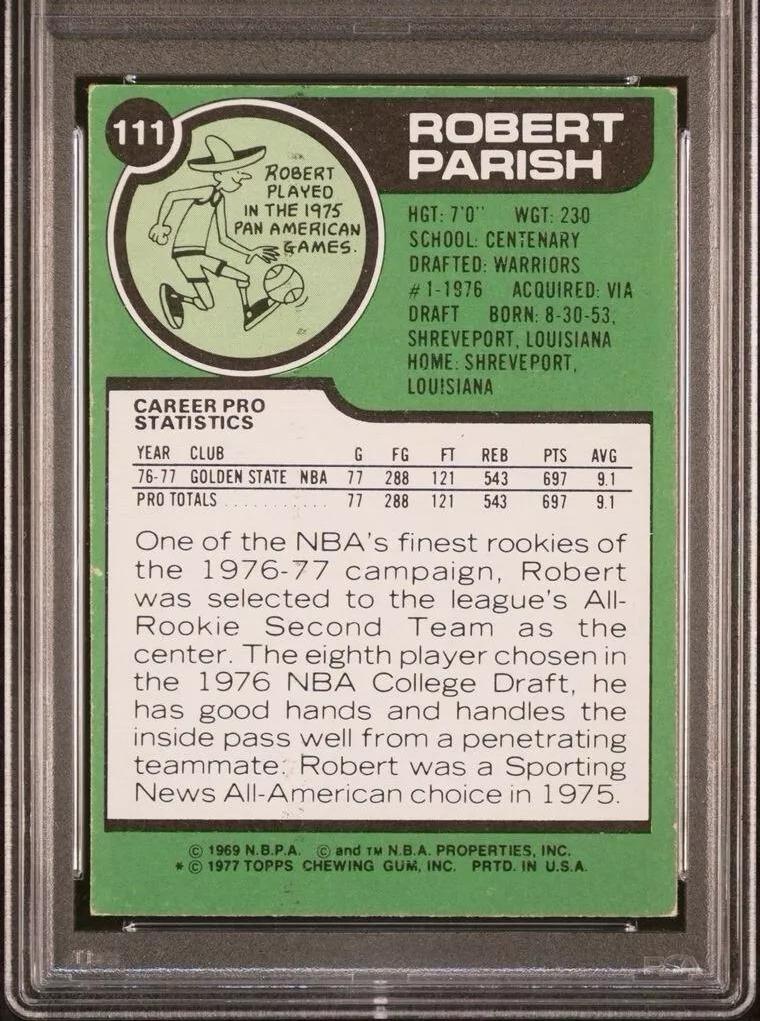 111
ROBERT
PARISH
ROBERT
PLAYED
IN THE 1975
PAN AMERICAN
GAMES.
HGT: 7'0" WGT: 230
SCHOOL: CENTENARY
DRAFTED: WARRIORS
#1-1976 ACQUIRED: VIA
DRAFT BORN: 8-30-53,
SHREVEPORT, LOUISIANA
HOME: SHREVEPORT,
LOUISIANA
CAREER PRO
STATISTICS
YEAR CLUB G FG FT REB PTS AVG
76-77 GOLDEN STATE NBA 77 288 121 543 697 9.1
PRO TOTALS ........... 77 288 121 543 697 9.1
One of the NBA's finest rookies of
the 1976-77 campaign, Robert
was selected to the league's All-
Rookie Second Team as the
center. The eighth player chosen in
the 1976 NBA College Draft, he
has good hands and handles the
inside pass well from a penetrating
teammate. Robert was a Sporting
News All-American choice in 1975.
© 1969 N.B.P.A. © and TM N.B.A. PROPERTIES, INC.
* © 1977 TOPPS CHEWING GUM, INC. PRTD. IN U.S.A.
PSA